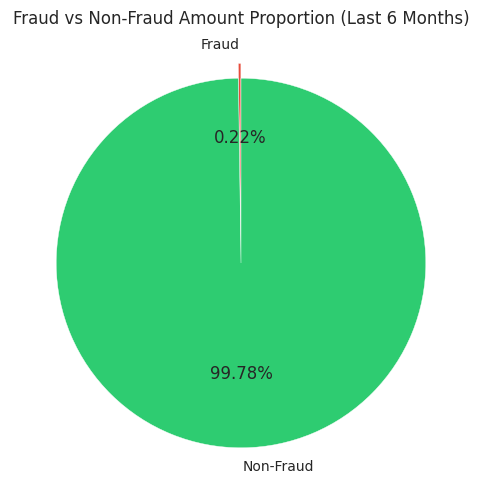 Fraud vs Non-Fraud Amount Proportion (Last 6 Months)
Fraud
0.22%
99.78%
Non-Fraud